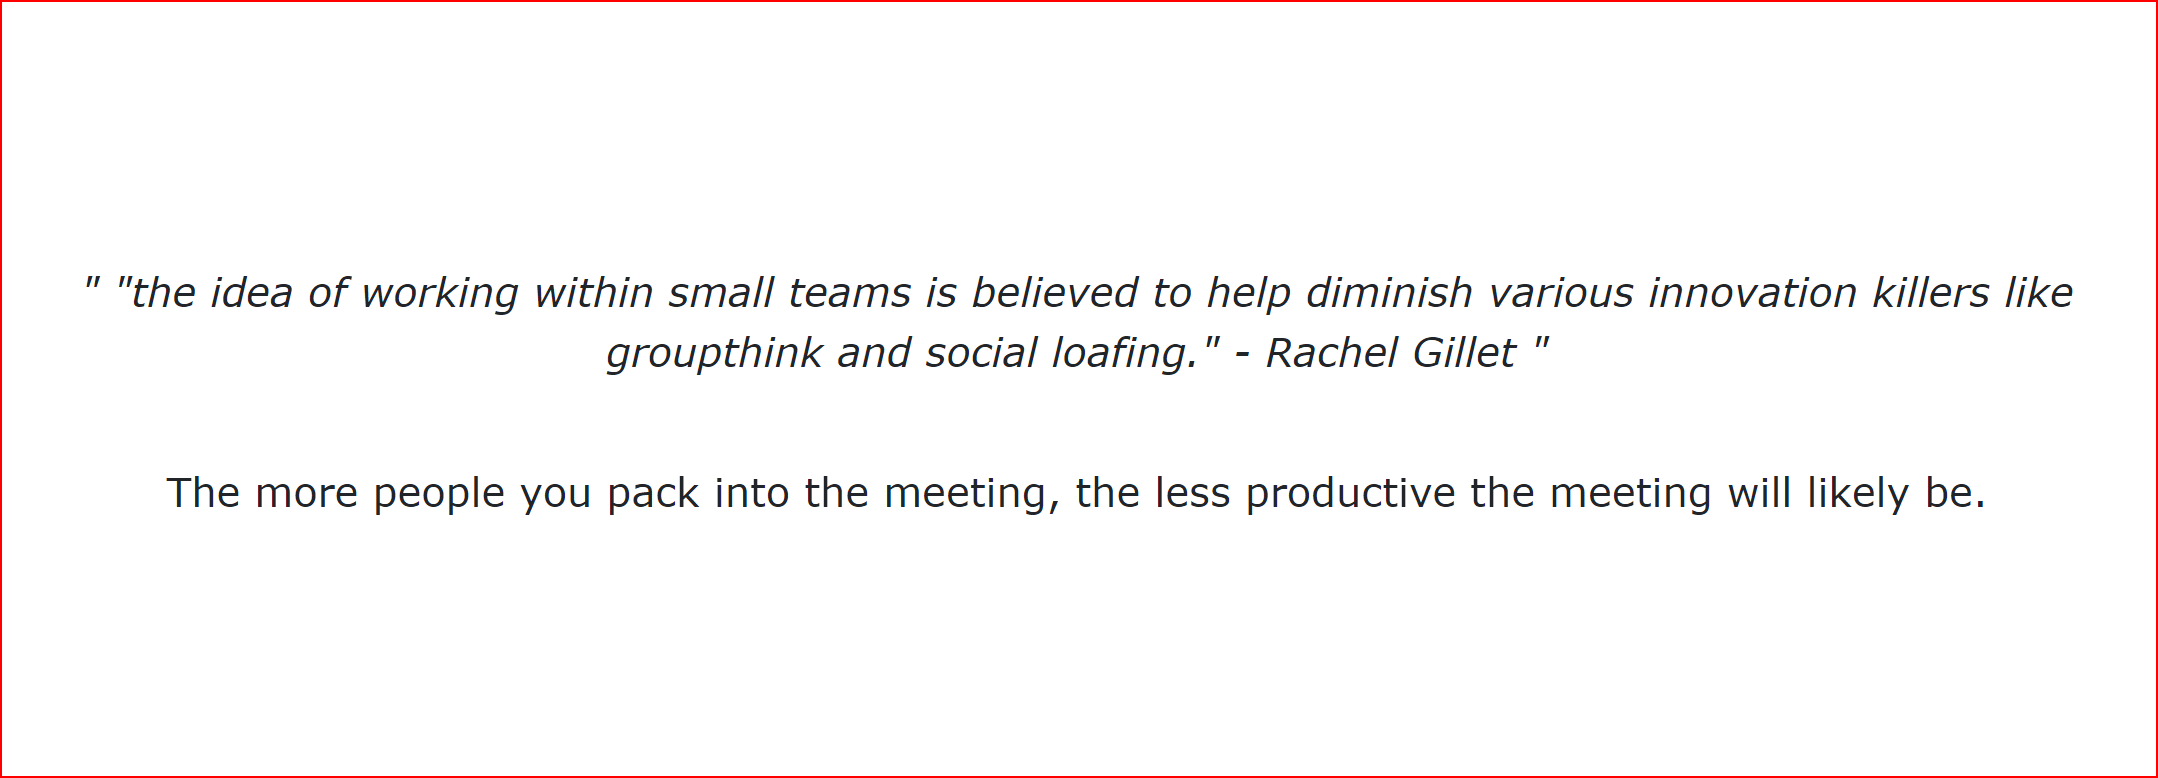 " "the idea of working within small teams is believed to help diminish various innovation killers like
groupthink and social loafing." - Rachel Gillet "
The more people you pack into the meeting, the less productive the meeting will likely be.